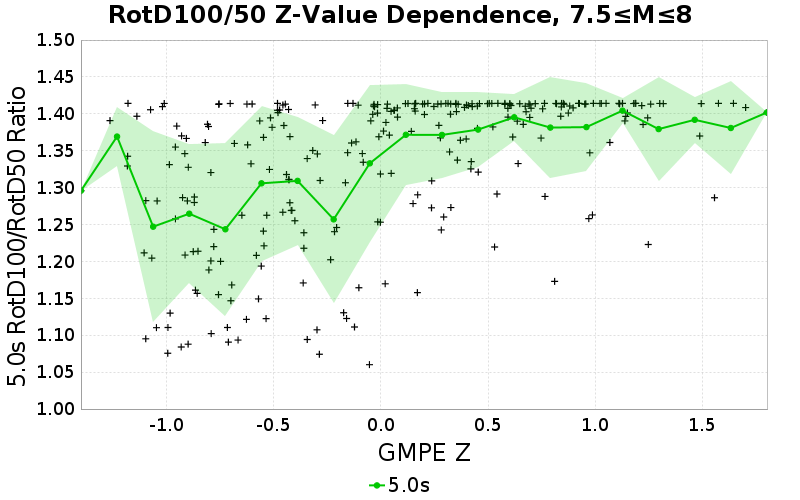 RotD100/50 Z-Value Dependence, 7.5≤M≤8
5.0s RotD100/RotD50 Ratio
1.50
1.45
1.40
1.35
1.30
1.25
1.20
1.15
1.10
1.05
1.00
-1.0 -0.5 0.0 0.5 1.0 1.5
GMPE Z
5.0s